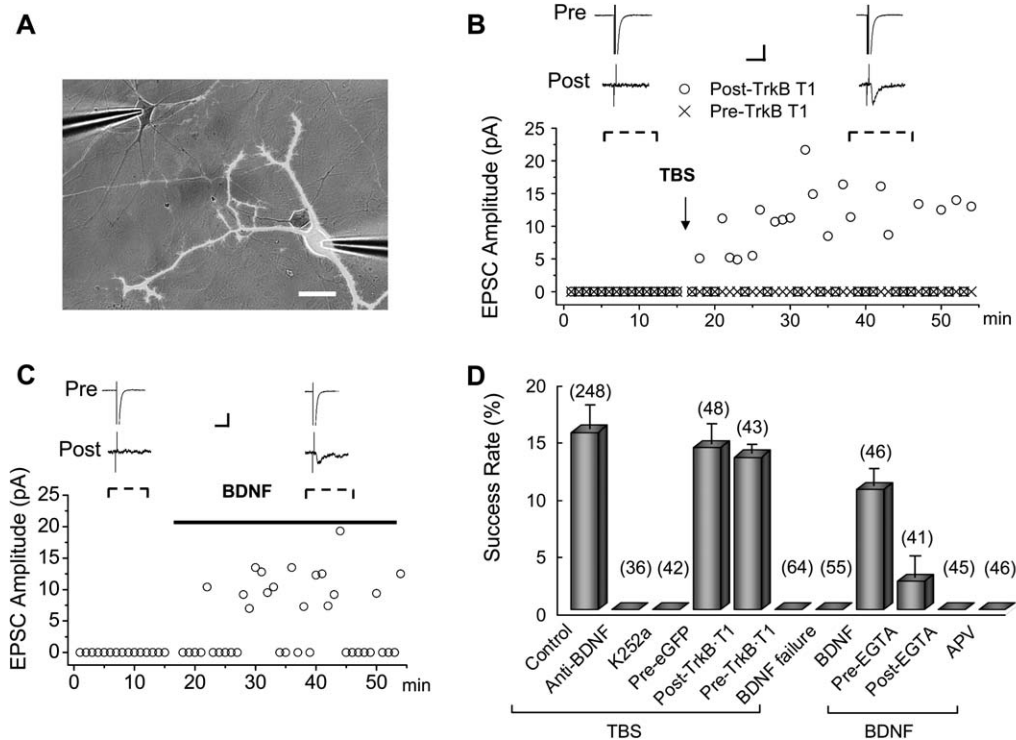 A
B
Pre
Post
○ Post-TrkB T1
× Pre-TrkB T1
TBS
EPSC Amplitude (pA)
25
20
15
10
5
0
0 10 20 30 40 50 min
C
Pre
Post
BDNF
EPSC Amplitude (pA)
25
20
15
10
5
0
0 10 20 30 40 50 min
D
Success Rate (%)
20
15
10
5
0
(248)
(36)
(42)
(48)
(43)
(64)
(55)
(46)
(41)
(45)
(46)
Control
Anti-BDNF
K252a
Pre-eGFP
Post-TrkB·T1
Pre-TrkB·T1
BDNF failure
BDNF
Pre-EGTA
Post-EGTA
APV
TBS
BDNF